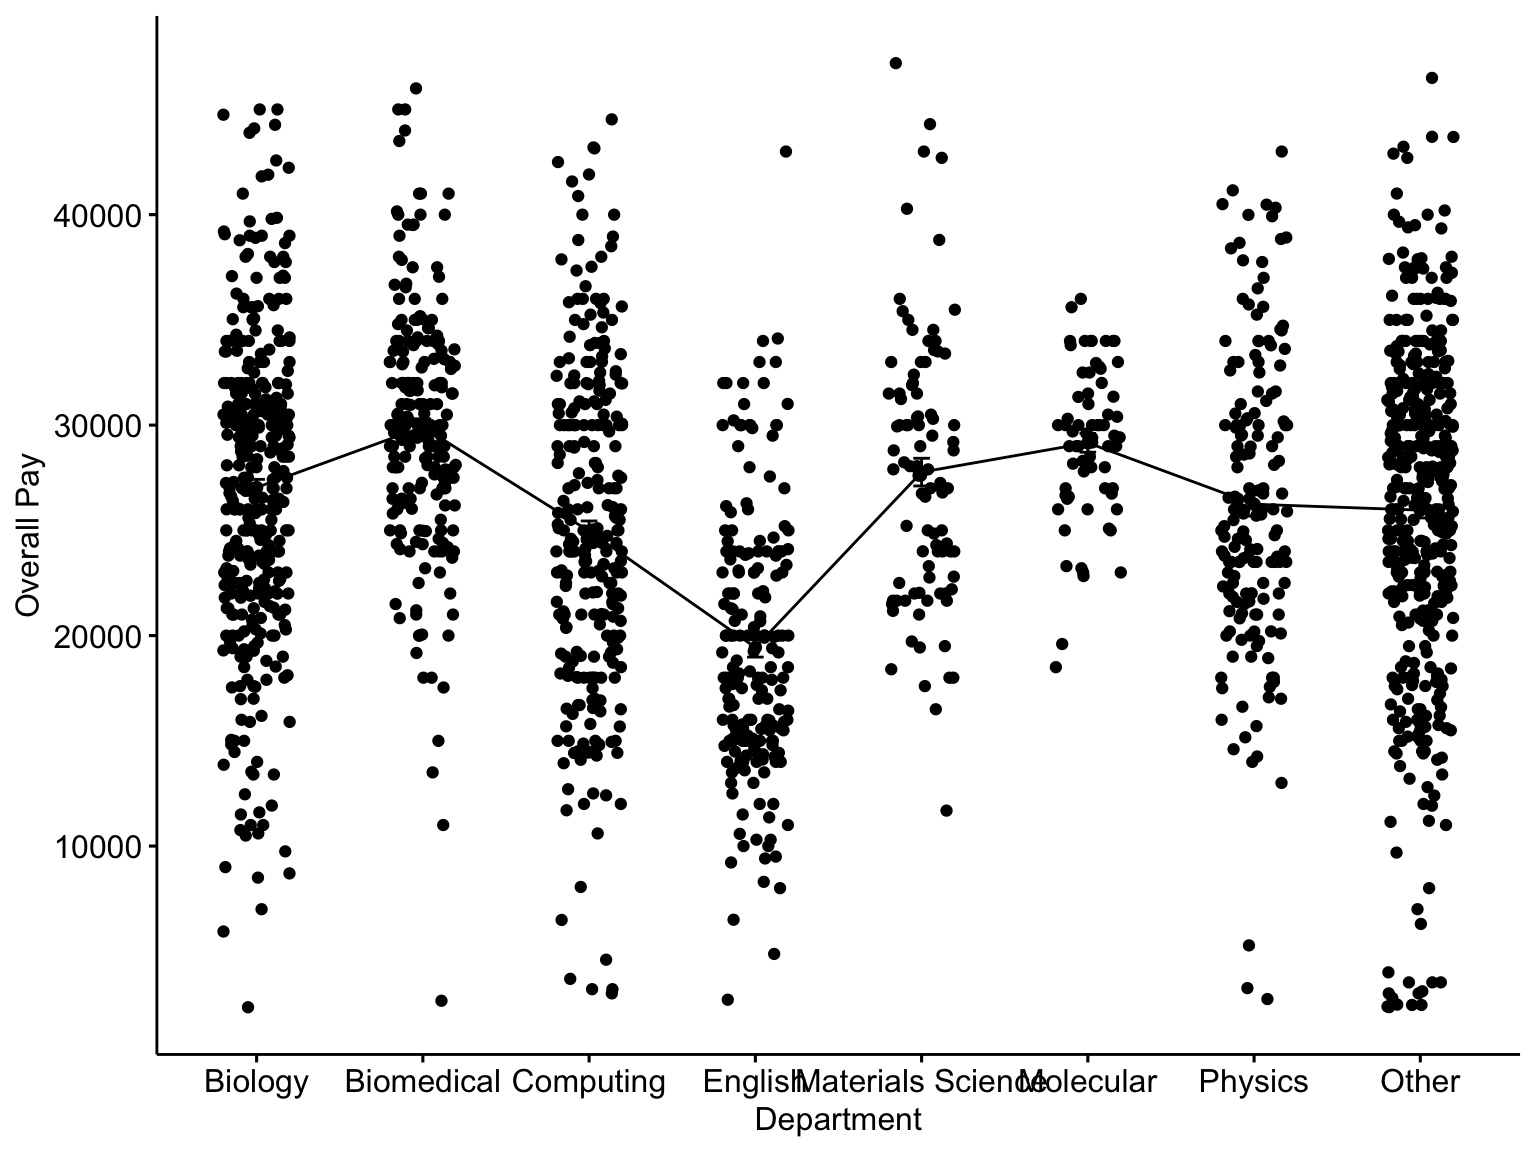 Overall Pay
40000
30000
20000
10000
Biology Biomedical Computing English Materials Science Molecular Physics Other
Department